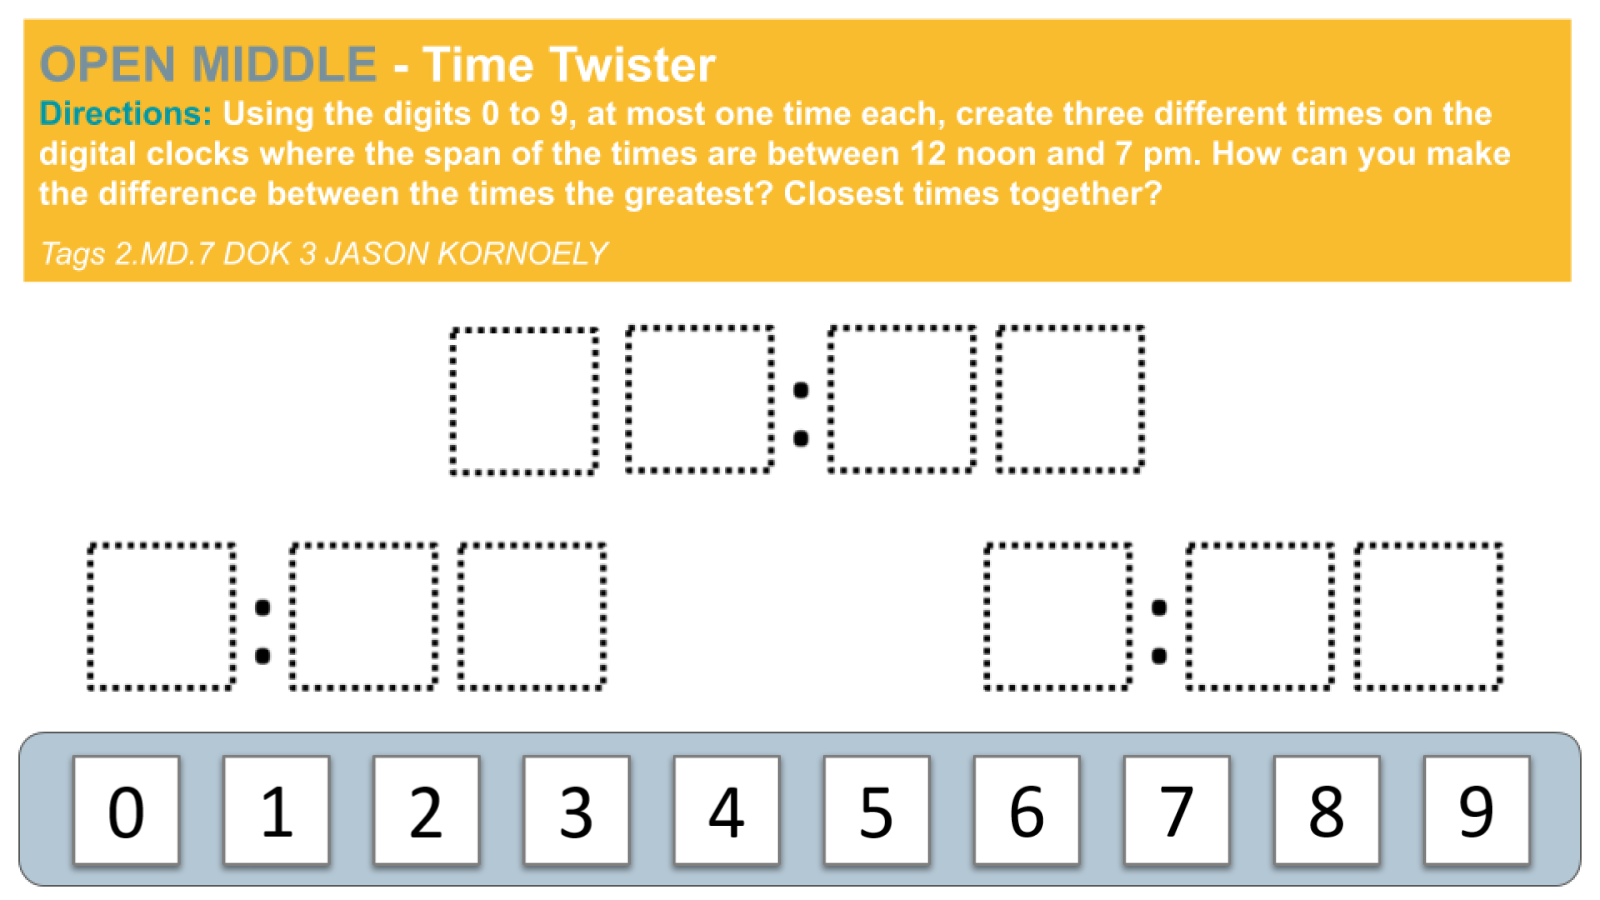 OPEN MIDDLE - Time Twister
Directions: Using the digits 0 to 9, at most one time each, create three different times on the
digital clocks where the span of the times are between 12 noon and 7 pm. How can you make
the difference between the times the greatest? Closest times together?
Tags 2.MD.7 DOK 3 JASON KORNOELY
:
: :
0 1 2 3 4 5 6 7 8 9